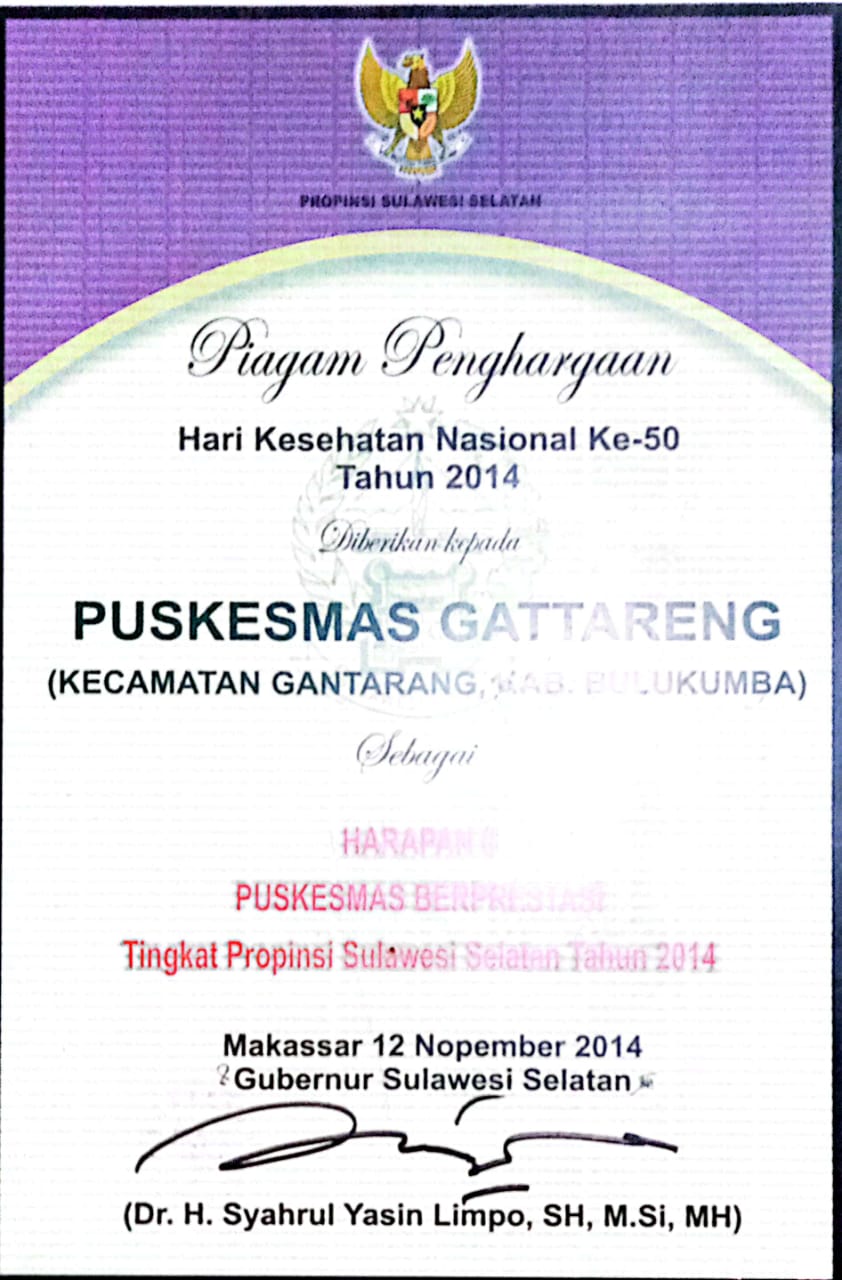 PROPINSI SULAWESI SELATAN
Piagam Penghargaan
Hari Kesehatan Nasional Ke-50
Tahun 2014
Diberikan kepada
PUSKESMAS GATTARENG
(KECAMATAN GANTARANG, KAB. BULUKUMBA)
Sebagai
HARAPAN
PUSKESMAS BERPRESTASI
Tingkat Propinsi Sulawesi Selatan Tahun 2014
Makassar 12 Nopember 2014
Gubernur Sulawesi Selatan
(Dr. H. Syahrul Yasin Limpo, SH, M.Si, MH)